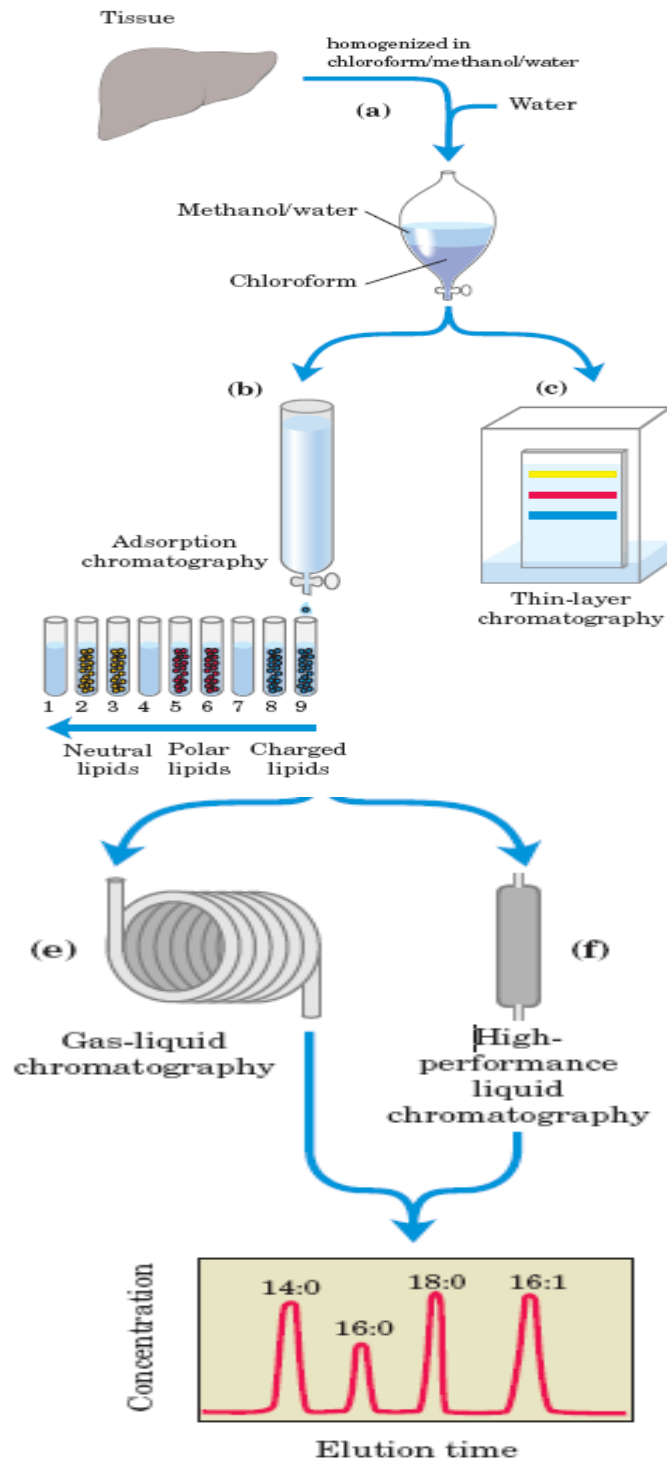 Tissue
homogenized in
chloroform/methanol/water
(a)
Water
Methanol/water
Chloroform
(b)
(c)
Adsorption
chromatography
Thin-layer
chromatography
1 2 3 4 5 6 7 8 9
Neutral
lipids
Polar
lipids
Charged
lipids
(e)
(f)
Gas-liquid
chromatography
High-
performance
liquid
chromatography
Concentration
14:0
16:0
18:0
16:1
Elution time